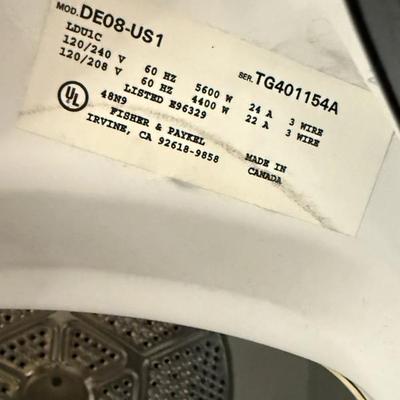 MOD. DE08-US1 SER. TG401154A
LDU1C
120/240 V 60 HZ 5600 W 24 A 3 WIRE
120/208 V 60 HZ 4400 W 22 A 3 WIRE
UL LISTED E96329
48N9
FISHER & PAYKEL
IRVINE, CA 92618-9858
MADE IN
CANADA